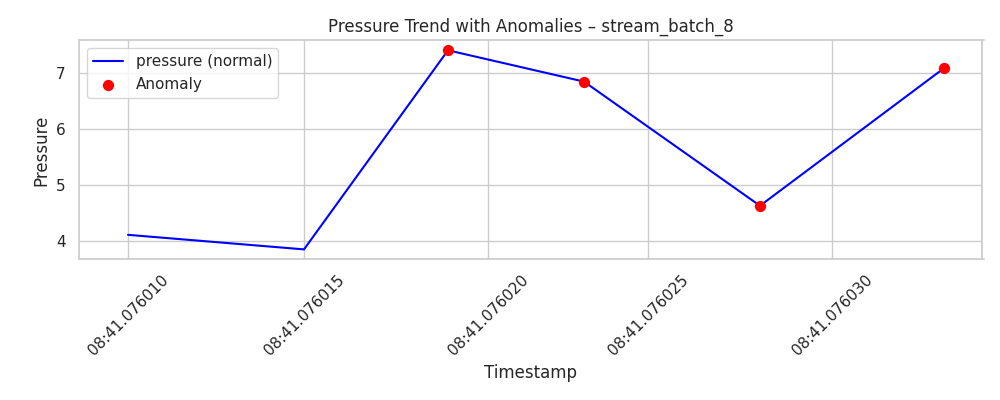 Pressure Trend with Anomalies – stream_batch_8
pressure (normal)
Anomaly
Pressure
7
6
5
4
08:41.076010
08:41.076015
08:41.076020
08:41.076025
08:41.076030
Timestamp